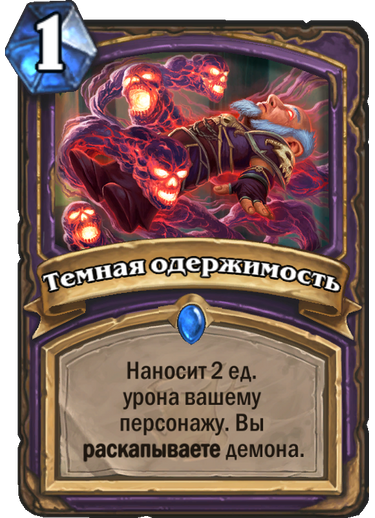 1
Темная одержимость
Наносит 2 ед.
урона вашему
персонажу. Вы
раскапываете демона.